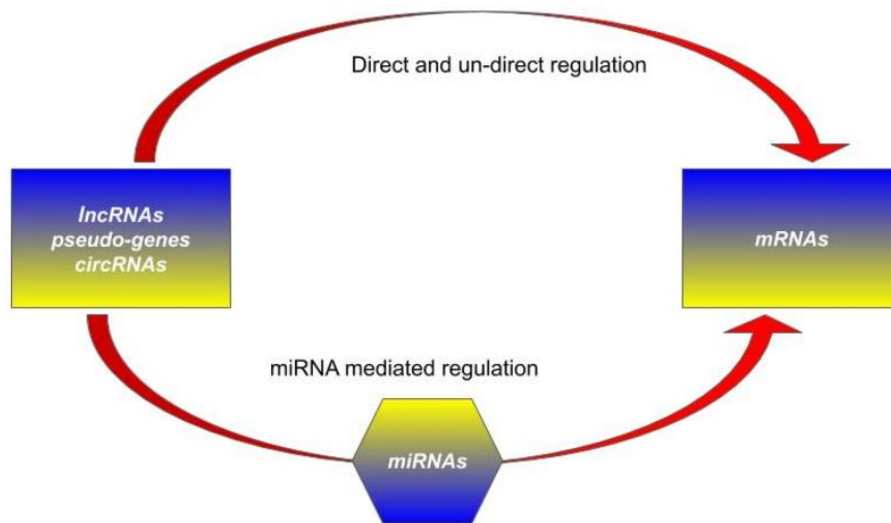 Direct and un-direct regulation
lncRNAs
pseudo-genes
circRNAs
mRNAs
miRNA mediated regulation
miRNAs